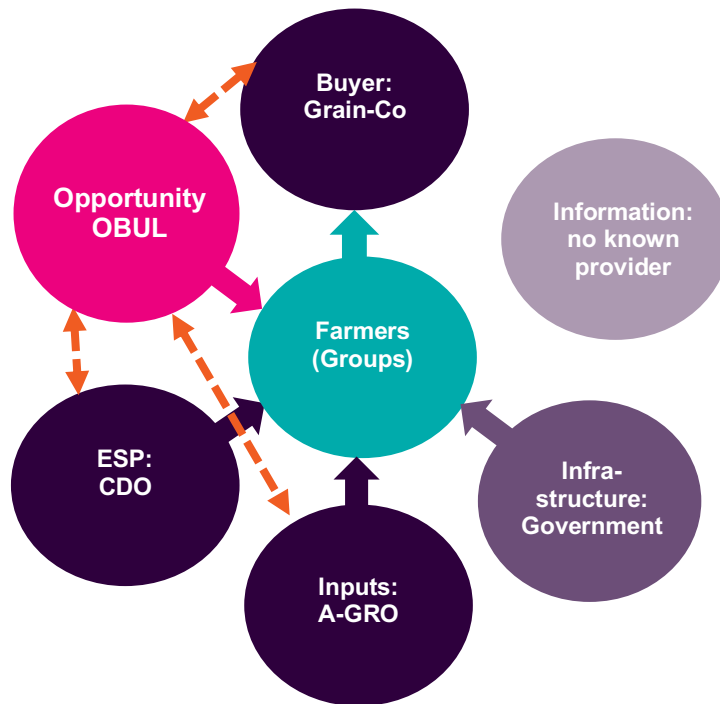 Buyer:
Grain-Co
Opportunity
OBUL
Information:
no known
provider
Farmers
(Groups)
ESP:
CDO
Infra-
structure:
Government
Inputs:
A-GRO